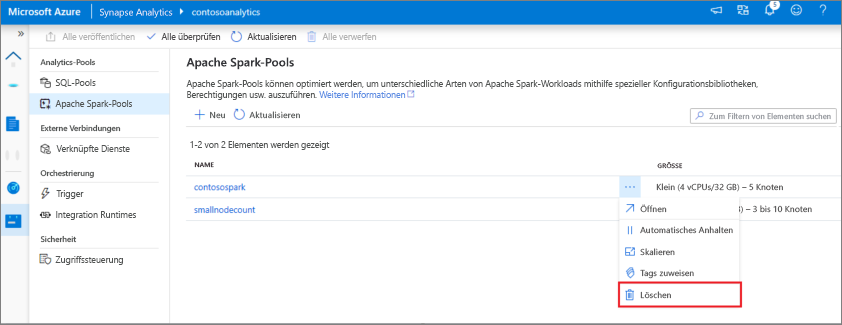 Microsoft Azure Synapse Analytics contosoanalytics 5
» Alle veröffentlichen Alle überprüfen Aktualisieren Alle verwerfen
Analytics-Pools
SQL-Pools
Apache Spark-Pools
Externe Verbindungen
Verknüpfte Dienste
Orchestrierung
Trigger
Integration Runtimes
Sicherheit
Zugriffssteuerung
Apache Spark-Pools
Apache Spark-Pools können optimiert werden, um unterschiedliche Arten von Apache Spark-Workloads mithilfe spezieller Konfigurationsbibliotheken,
Berechtigungen usw. auszuführen. Weitere Informationen
Neu Aktualisieren Zum Filtern von Elementen suchen
1-2 von 2 Elementen werden gezeigt
NAME GRÖSSE
contosospark ... Klein (4 vCPUs/32 GB) – 5 Knoten
smallnodecount B) – 3 bis 10 Knoten
Öffnen
Automatisches Anhalten
Skalieren
Tags zuweisen
Löschen